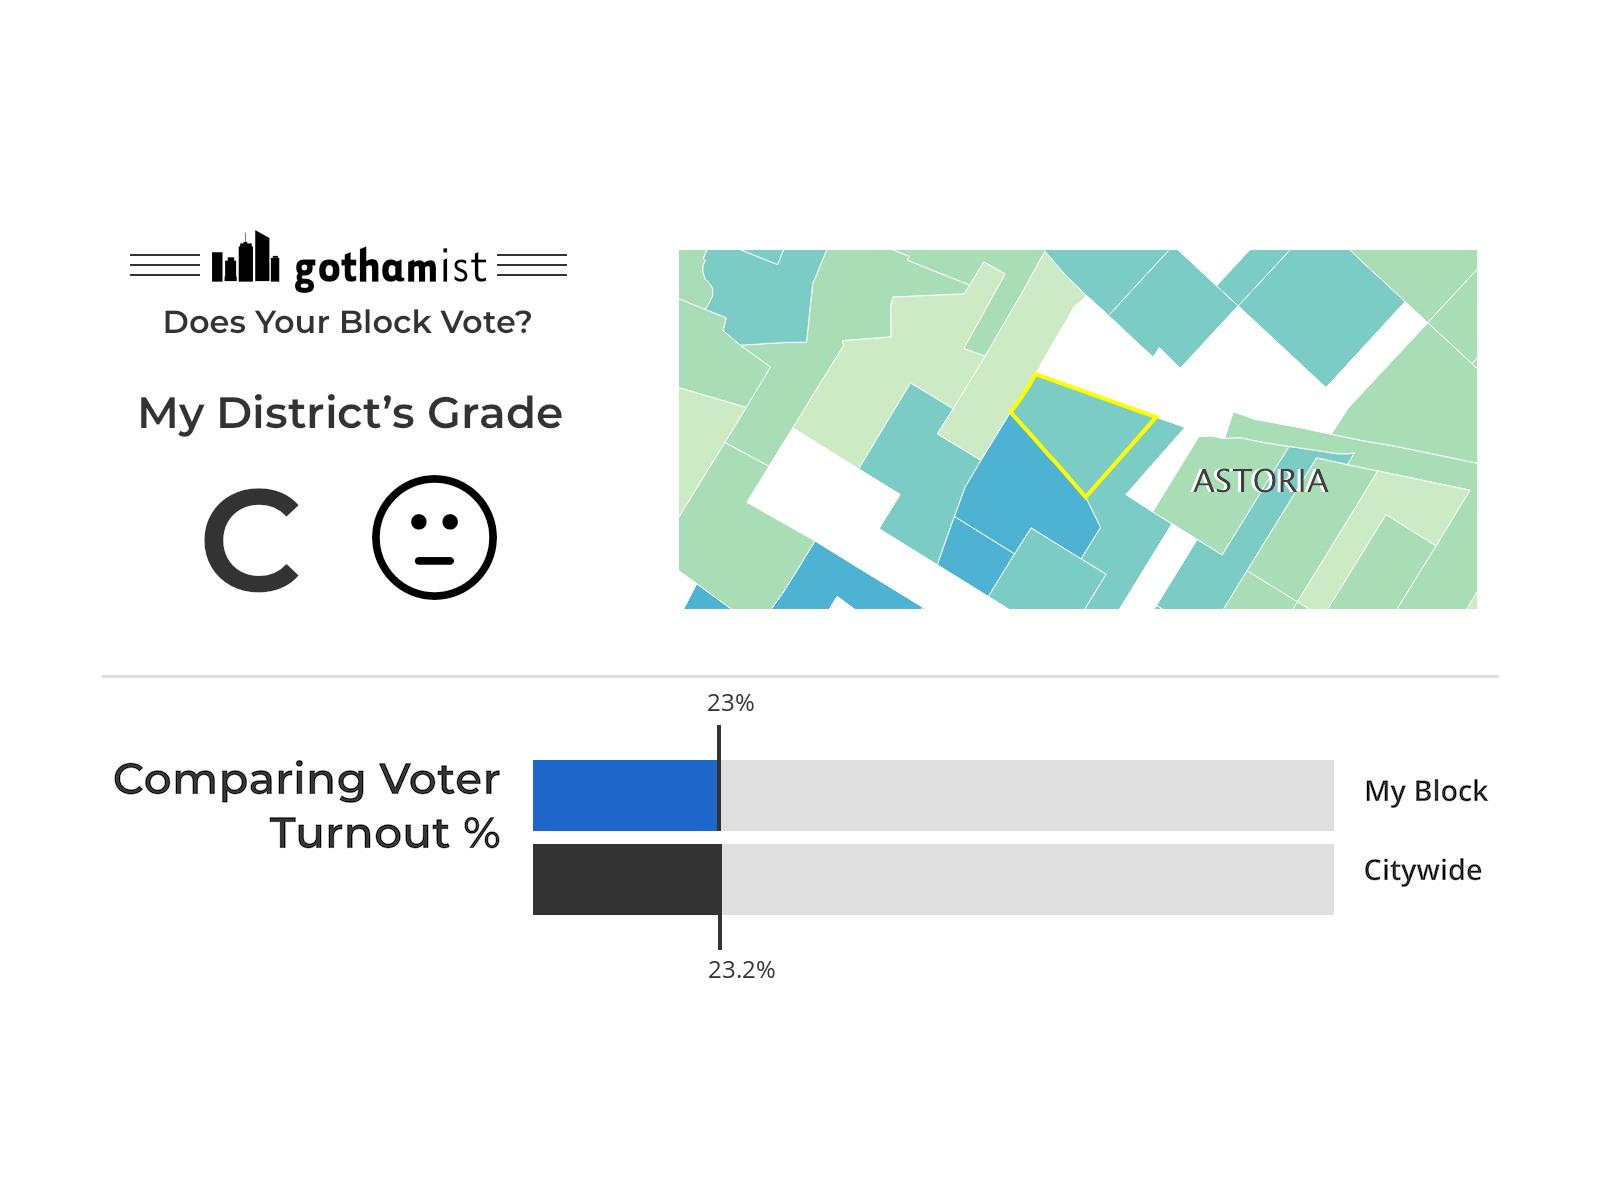 gothamist
Does Your Block Vote?
My District’s Grade
C
ASTORIA
23%
Comparing Voter
Turnout %
My Block
Citywide
23.2%